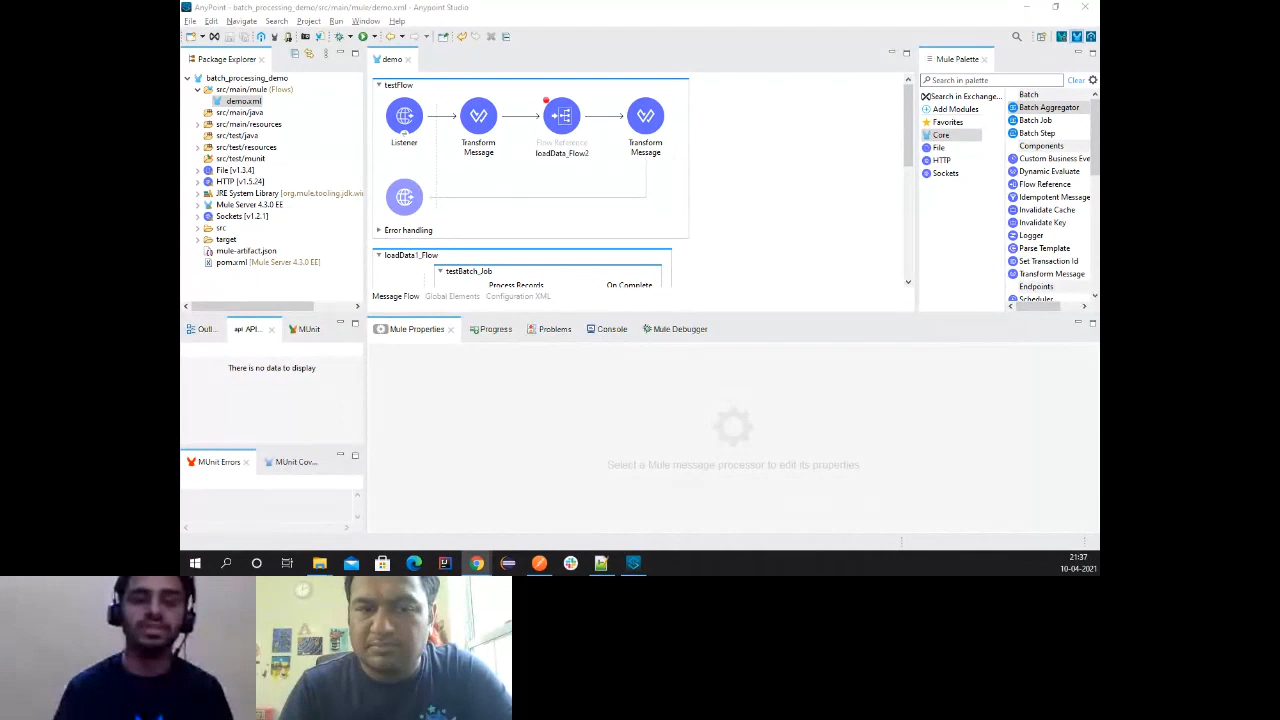 AnyPoint - batch_processing_demo/src/main/mule/demo.xml - Anypoint Studio
File Edit Navigate Search Project Run Window Help
Package Explorer
batch_processing_demo
src/main/mule (Flows)
demo.xml
src/main/java
src/main/resources
src/test/java
src/test/resources
src/test/munit
File [v1.3.4]
HTTP [v1.5.24]
JRE System Library [org.mule.tooling.jdk.wi
Mule Server 4.3.0 EE
Sockets [v1.2.1]
src
target
mule-artifact.json
pom.xml [Mule Server 4.3.0 EE]
demo
testFlow
Listener
Transform Message
Flow Reference
loadData_Flow2
Transform Message
Error handling
loadData1_Flow
testBatch_Job
Process Records On Complete
Message Flow Global Elements Configuration XML
Mule Palette
Search in palette
Clear
Search in Exchange...
Add Modules
Favorites
Core
File
HTTP
Sockets
Batch
Batch Aggregator
Batch Job
Batch Step
Components
Custom Business Eve
Dynamic Evaluate
Flow Reference
Idempotent Message
Invalidate Cache
Invalidate Key
Logger
Parse Template
Set Transaction Id
Transform Message
Endpoints
Scheduler
Outl... api API... MUnit
There is no data to display
MUnit Errors MUnit Cov...
Mule Properties Progress Problems Console Mule Debugger
Select a Mule message processor to edit its properties
21:37
10-04-2021